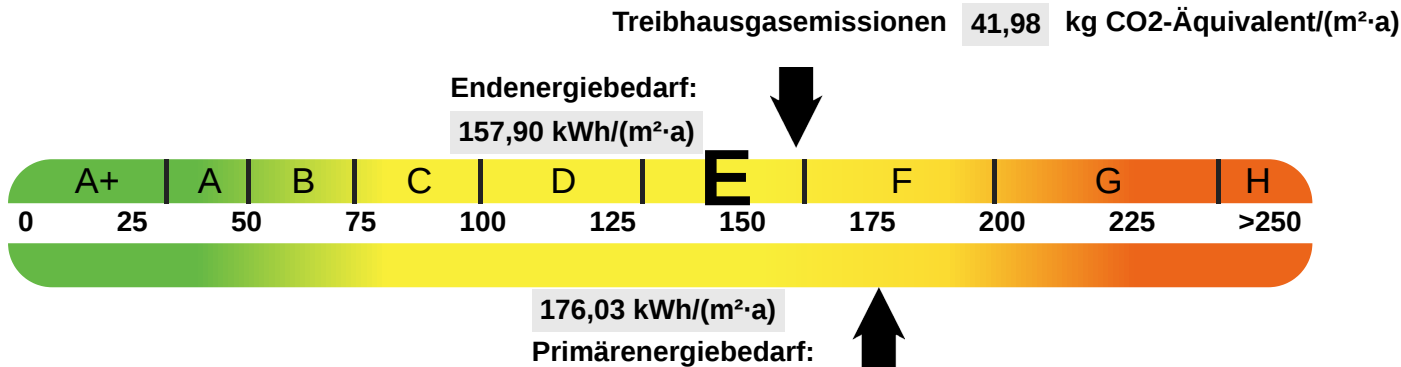 Treibhausgasemissionen 41,98 kg CO2-Äquivalent/(m²·a)
Endenergiebedarf:
157,90 kWh/(m²·a)
A+ A B C D E F G H
0 25 50 75 100 125 150 175 200 225 >250
176,03 kWh/(m²·a)
Primärenergiebedarf: